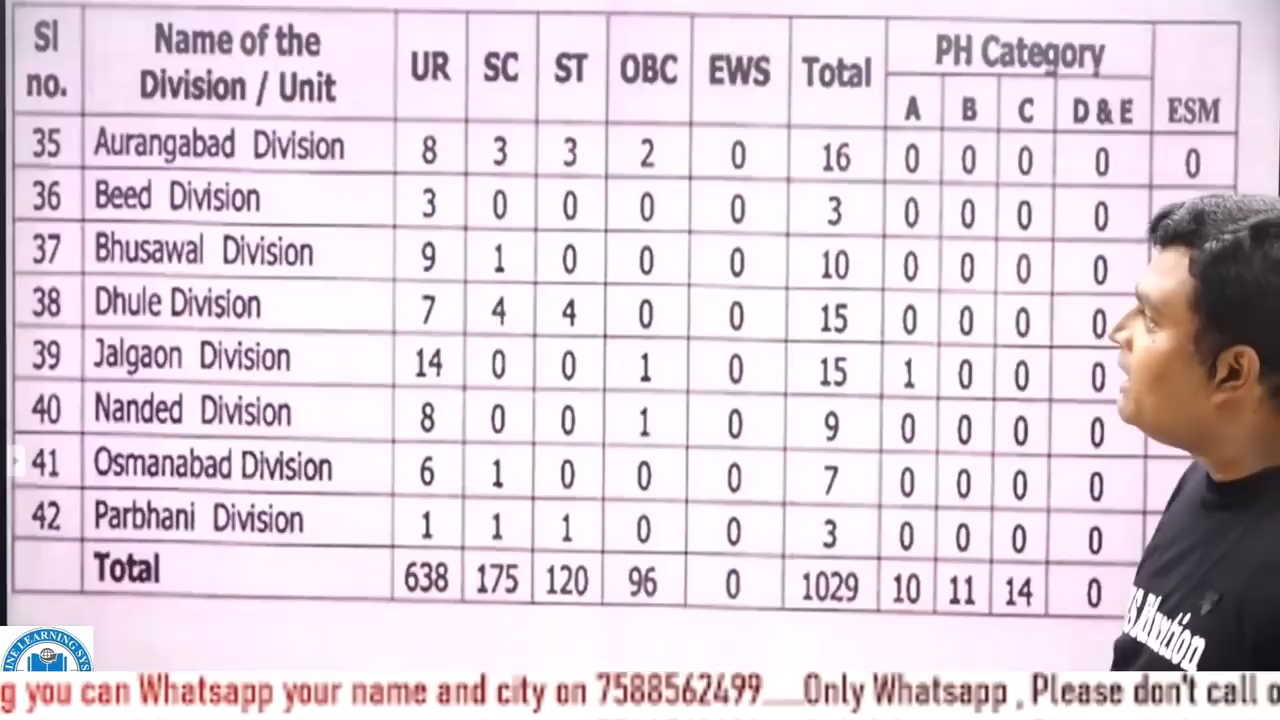 Sl no. Name of the Division / Unit UR SC ST OBC EWS Total PH Category ESM
A B C D & E
35 Aurangabad Division 8 3 3 2 0 16 0 0 0 0 0
36 Beed Division 3 0 0 0 0 3 0 0 0 0
37 Bhusawal Division 9 1 0 0 0 10 0 0 0 0
38 Dhule Division 7 4 4 0 0 15 0 0 0 0
39 Jalgaon Division 14 0 0 1 0 15 1 0 0 0
40 Nanded Division 8 0 0 1 0 9 0 0 0 0
41 Osmanabad Division 6 1 0 0 0 7 0 0 0 0
42 Parbhani Division 1 1 1 0 0 3 0 0 0 0
Total 638 175 120 96 0 1029 10 11 14 0
INE LEARNING SYS
g you can Whatsapp your name and city on 7588562499.....Only Whatsapp , Please don't call o